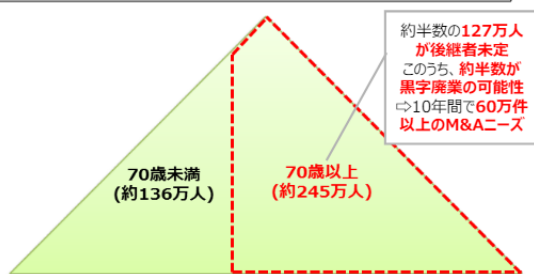 約半数の127万人
が後継者未定
このうち、約半数が
黒字廃業の可能性
⇨10年間で60万件
以上のM&Aニーズ
70歳未満
(約136万人)
70歳以上
(約245万人)